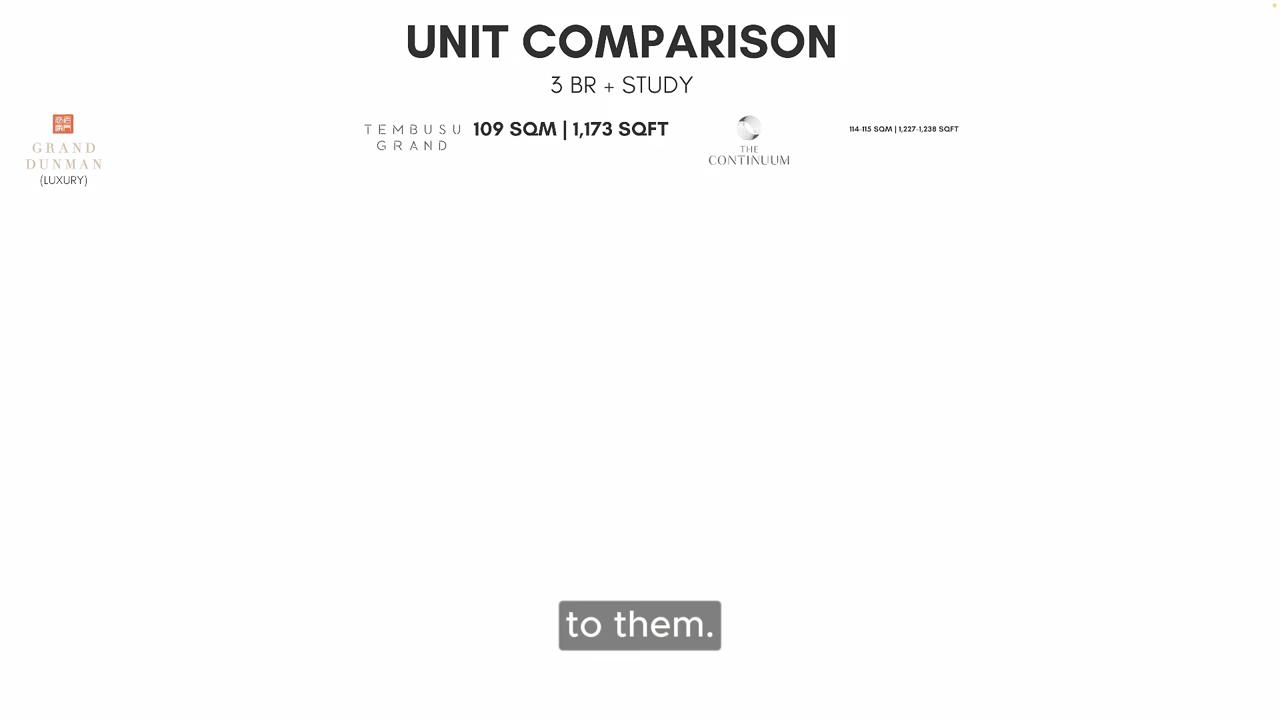 UNIT COMPARISON
3 BR + STUDY
GRAND
DUNMAN
(LUXURY)
TEMBUSU
GRAND
109 SQM | 1,173 SQFT
THE
CONTINUUM
114-115 SQM | 1,227-1,238 SQFT
to them.